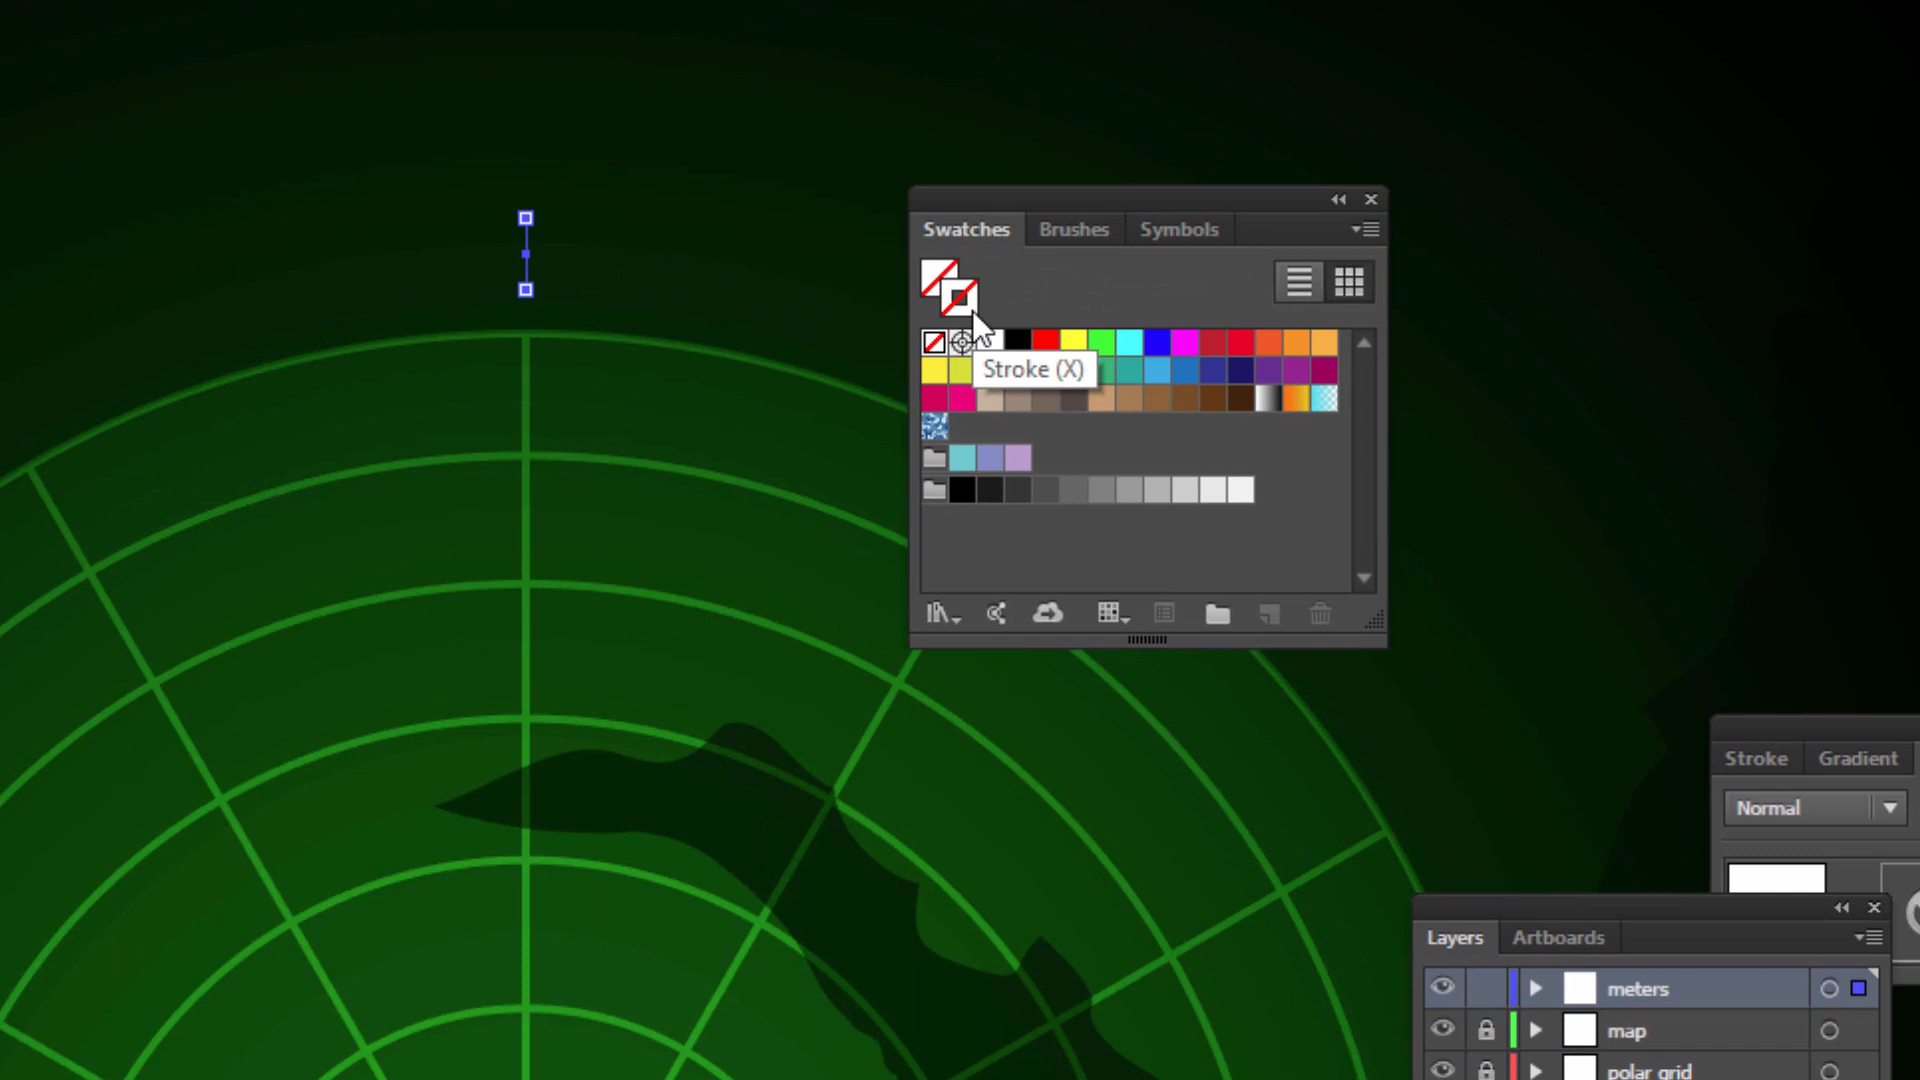 Swatches
Brushes
Symbols
Stroke (X)
Stroke
Gradient
Normal
Layers
Artboards
meters
map
polar grid